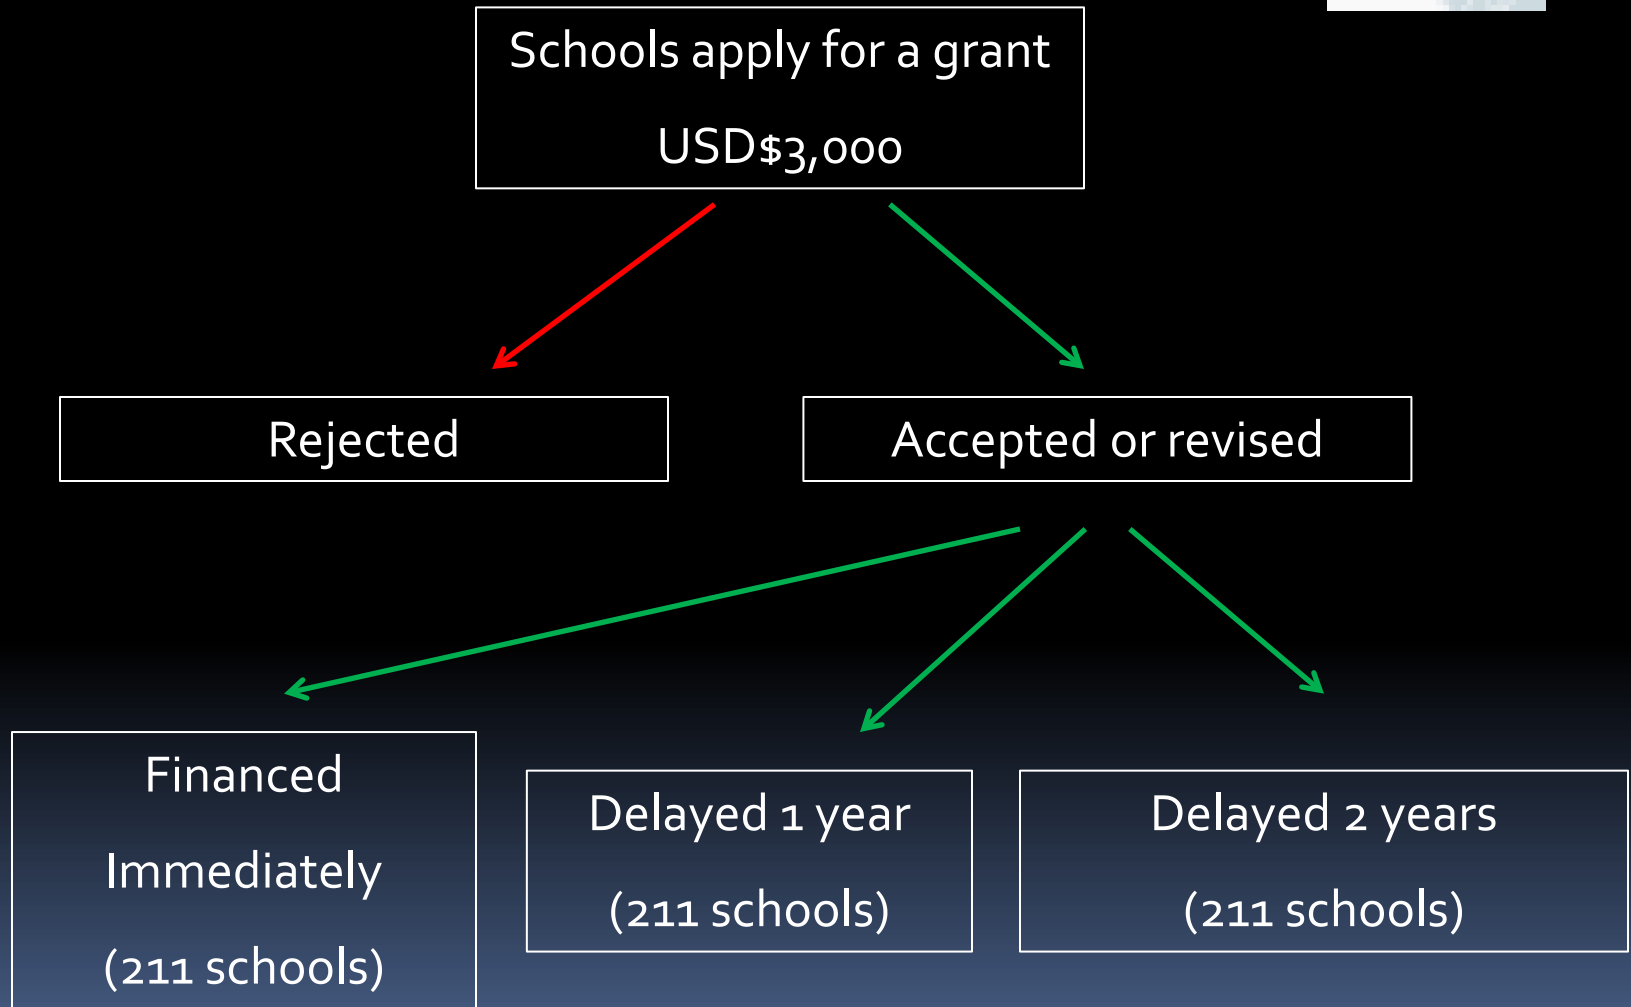 Schools apply for a grant
USD$3,000
Rejected
Accepted or revised
Financed
Immediately
(211 schools)
Delayed 1 year
(211 schools)
Delayed 2 years
(211 schools)